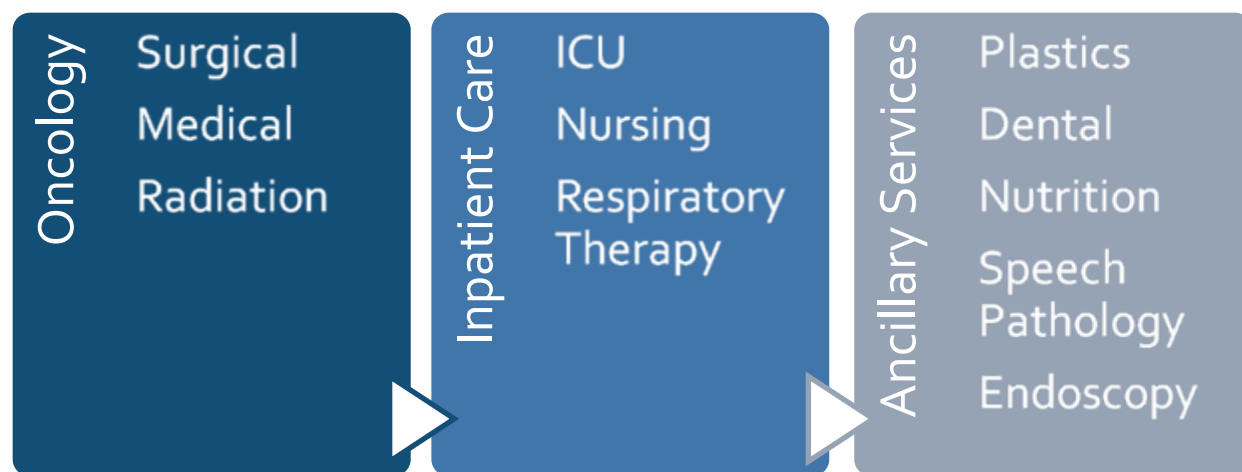 Oncology
Surgical
Medical
Radiation
Inpatient Care
ICU
Nursing
Respiratory
Therapy
Ancillary Services
Plastics
Dental
Nutrition
Speech
Pathology
Endoscopy